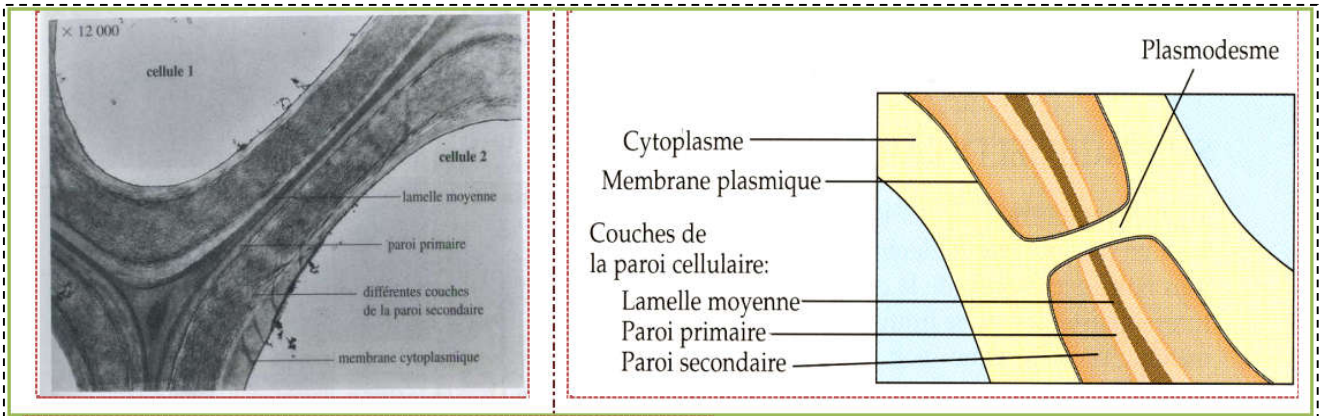 × 12 000
cellule 1
cellule 2
lamelle moyenne
paroi primaire
différentes couches
de la paroi secondaire
membrane cytoplasmique
Plasmodesme
Cytoplasme
Membrane plasmique
Couches de
la paroi cellulaire:
Lamelle moyenne
Paroi primaire
Paroi secondaire